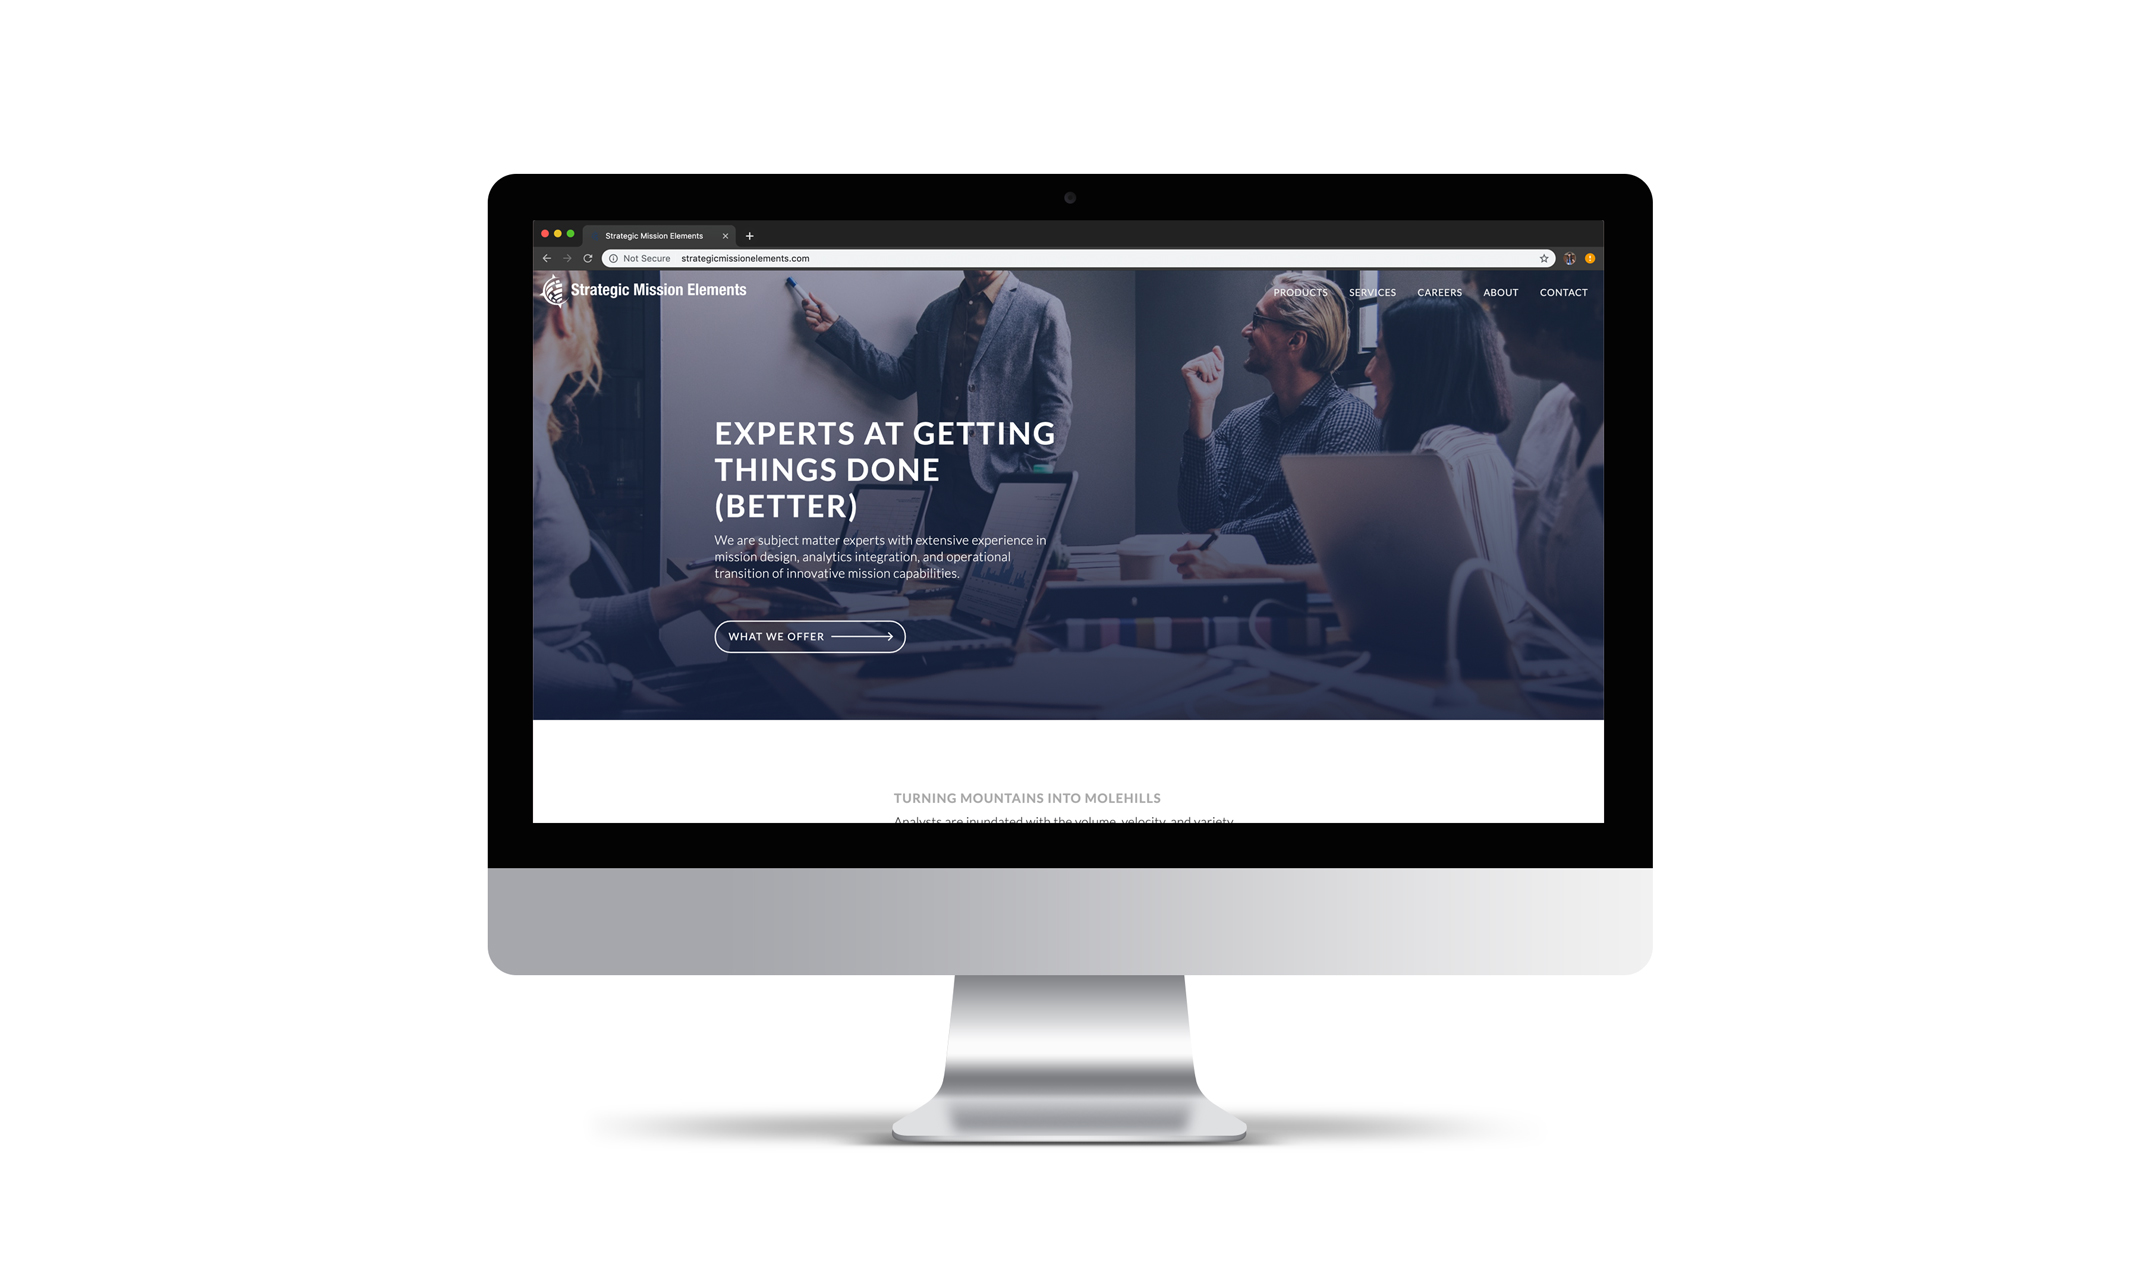 Strategic Mission Elements
Not Secure strategicmissionelements.com
Strategic Mission Elements
PRODUCTS SERVICES CAREERS ABOUT CONTACT
EXPERTS AT GETTING
THINGS DONE
(BETTER)
We are subject matter experts with extensive experience in
mission design, analytics integration, and operational
transition of innovative mission capabilities.
WHAT WE OFFER
TURNING MOUNTAINS INTO MOLEHILLS
Analysts are inundated with the volume, velocity, and variety